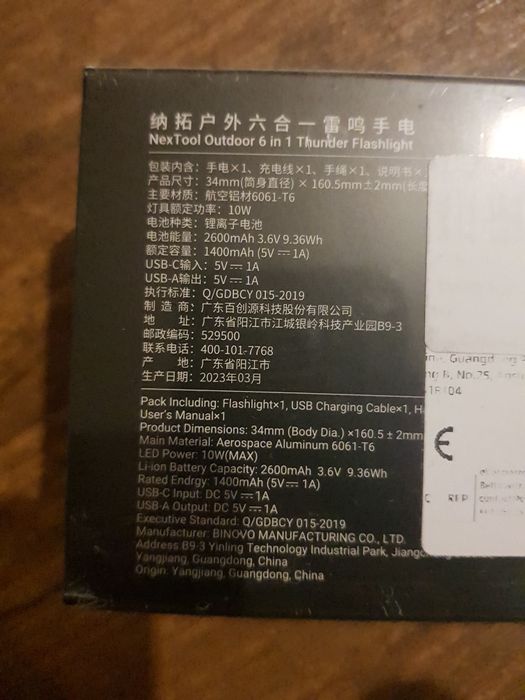 纳拓户外六合一雷鸣手电
NexTool Outdoor 6 in 1 Thunder Flashlight
包装内含：手电×1、充电线×1、手绳×1、说明书×
产品尺寸：34mm(筒身直径) × 160.5mm±2mm(长度
主要材质：航空铝材6061-T6
灯具额定功率：10W
电池种类：锂离子电池
电池能量：2600mAh 3.6V 9.36Wh
额定容量：1400mAh (5V⎓1A)
USB-C输入：5V⎓1A
USB-A输出：5V⎓1A
执行标准：Q/GDBCY 015-2019
制 造 商：广东百创源科技股份有限公司
地 址：广东省阳江市江城银岭科技产业园B9-3
邮政编码：529500
联系电话：400-101-7768
产 地：广东省阳江市
生产日期：2023年03月
Pack Including: Flashlight×1, USB Charging Cable×1, H
User's Manual×1
Product Dimensions: 34mm (Body Dia.) ×160.5 ± 2mm
Main Material: Aerospace Aluminum 6061-T6
LED Power: 10W(MAX)
Li-ion Battery Capacity: 2600mAh 3.6V 9.36Wh
Rated Endrgy: 1400mAh (5V⎓1A)
USB-C Input: DC 5V⎓1A
USB-A Output: DC 5V⎓1A
Executive Standard: Q/GDBCY 015-2019
Manufacturer: BINOVO MANUFACTURING CO., LTD.
Address:B9-3 Yinling Technology Industrial Park, Jiangc
Yangjiang, Guangdong, China
Origin: Yangjiang, Guangdong, China
Guangd
No.25,
CE
REP